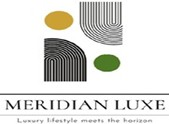 MERIDIAN LUXE
Luxury lifestyle meets the horizon